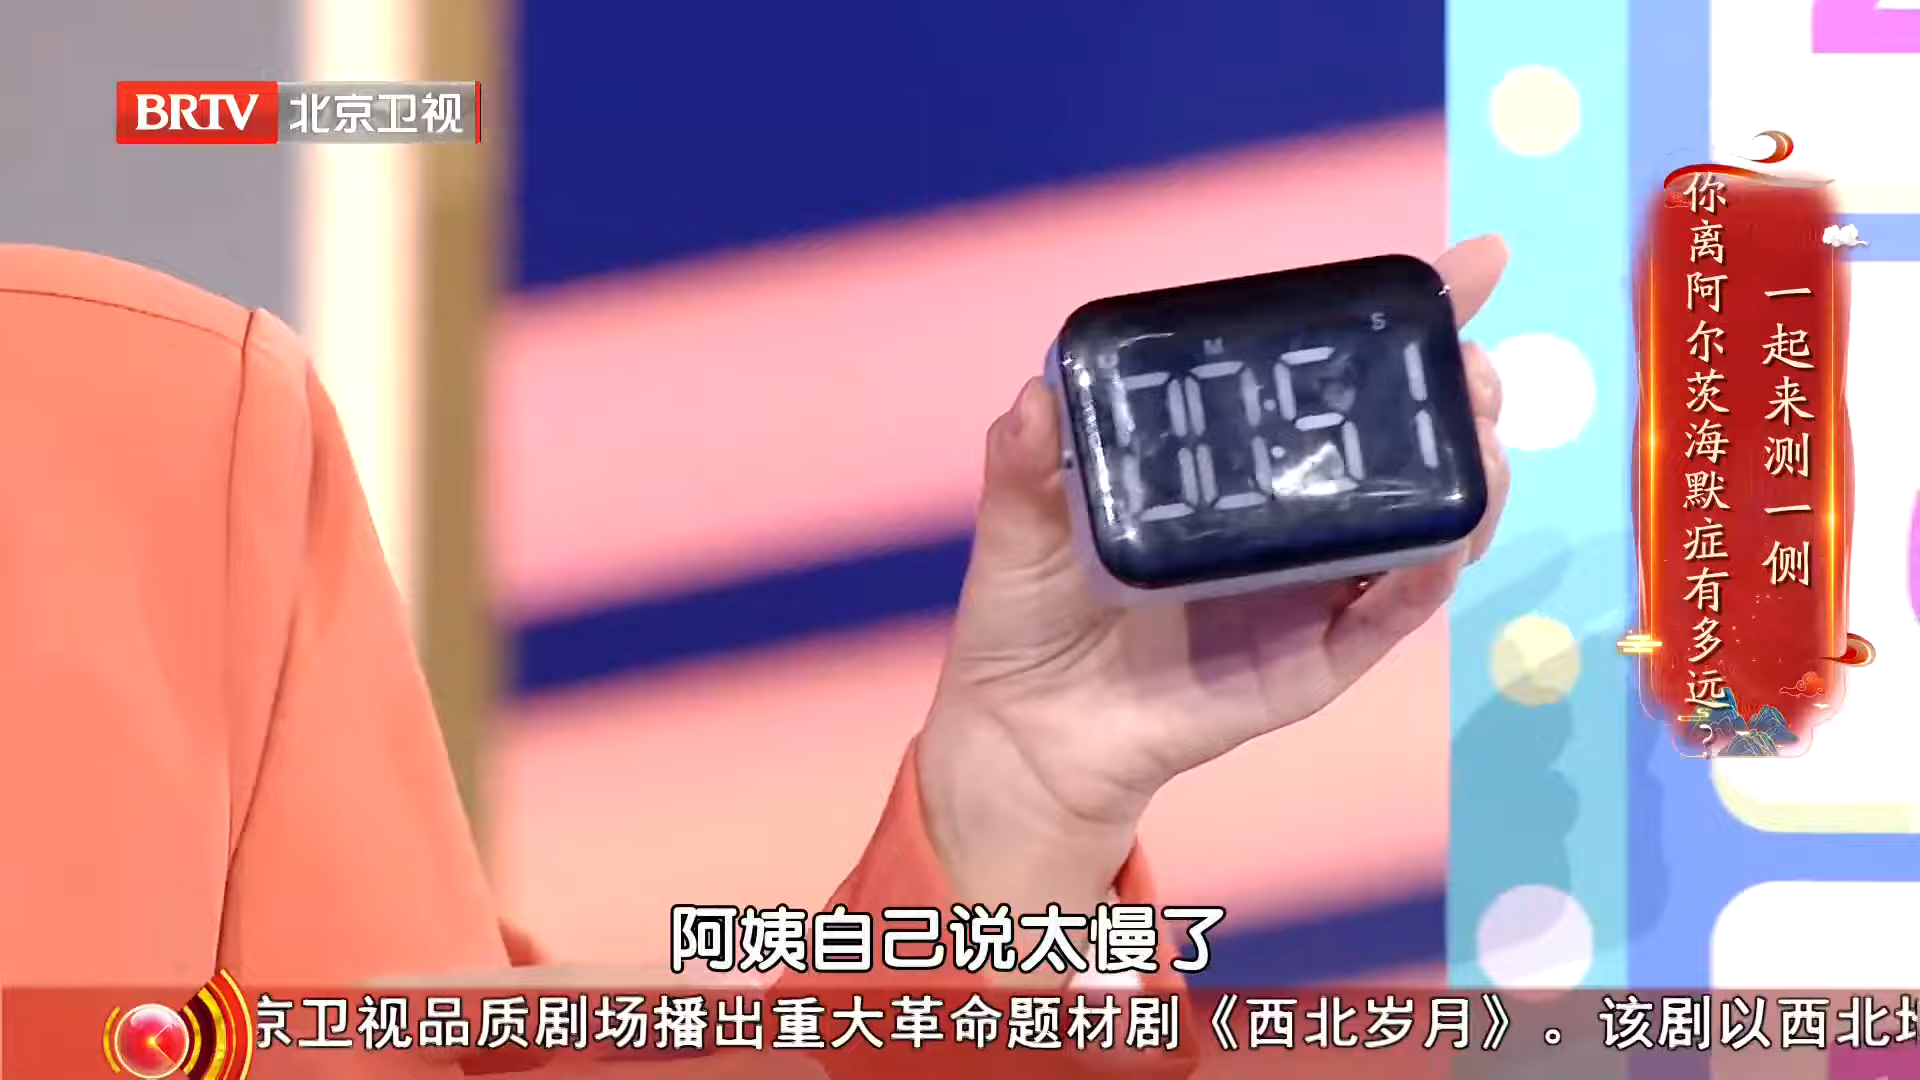 BRTV 北京卫视
一起来测一侧
你离阿尔茨海默症有多远？
M
S
00:51
阿姨自己说太慢了
京卫视品质剧场播出重大革命题材剧《西北岁月》。该剧以西北地